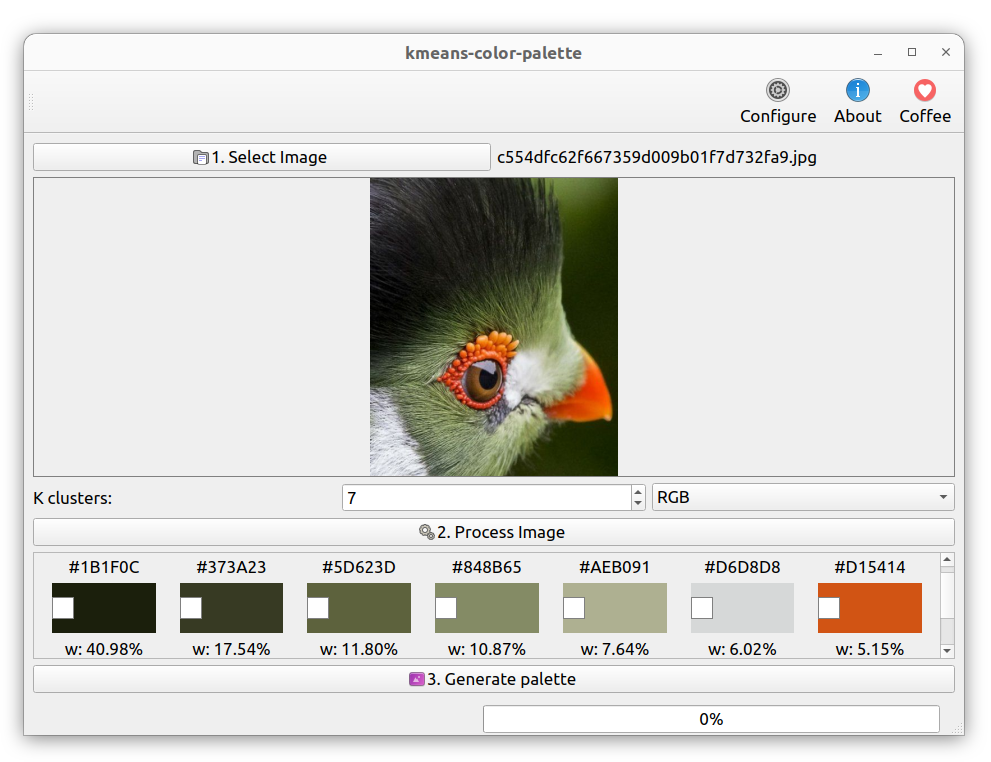 kmeans-color-palette
Configure About Coffee
1. Select Image c554dfc62f667359d009b01f7d732fa9.jpg
K clusters: 7 RGB
2. Process Image
#1B1F0C #373A23 #5D623D #848B65 #AEB091 #D6D8D8 #D15414
w: 40.98% w: 17.54% w: 11.80% w: 10.87% w: 7.64% w: 6.02% w: 5.15%
3. Generate palette
0%